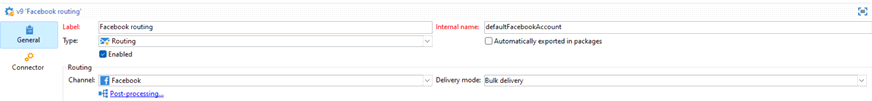 v9 'Facebook routing'
General
Connector
Label: Facebook routing Internal name: defaultFacebookAccount
Type: Routing Automatically exported in packages
Enabled
Routing
Channel: Facebook Delivery mode: Bulk delivery
Post-processing...